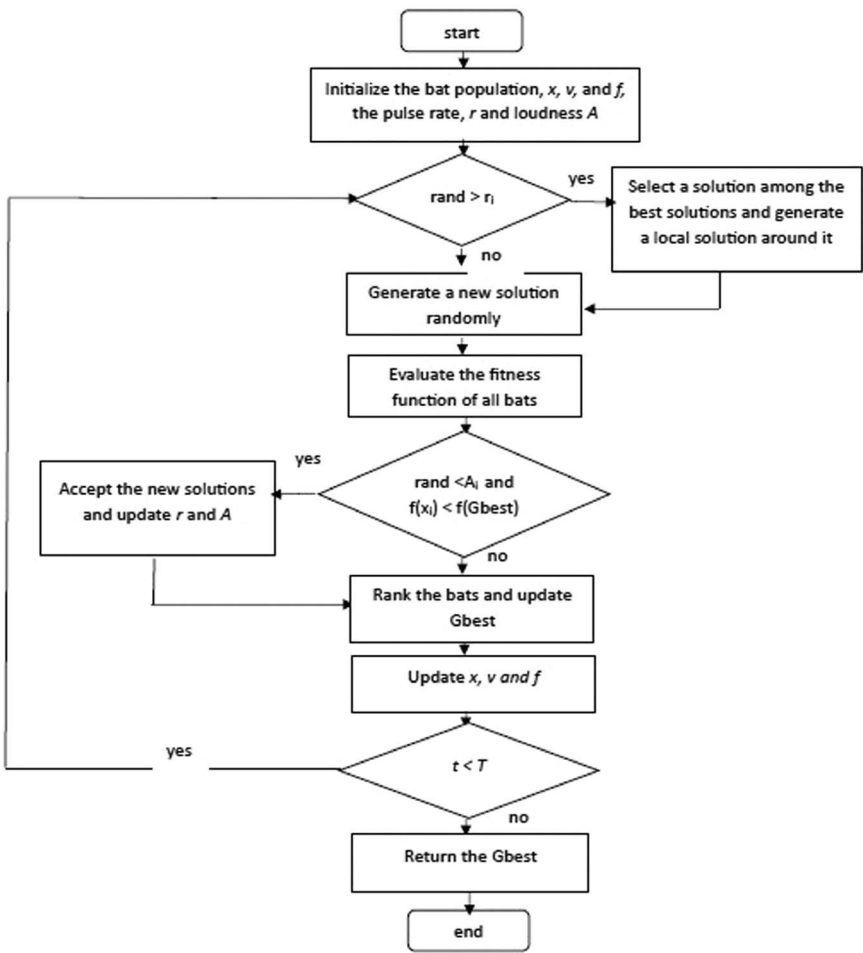 start
Initialize the bat population, x, v, and f,
the pulse rate, r and loudness A
rand > rᵢ
yes
Select a solution among the
best solutions and generate
a local solution around it
no
Generate a new solution
randomly
Evaluate the fitness
function of all bats
yes
rand <Aᵢ and
f(xᵢ) < f(Gbest)
Accept the new solutions
and update r and A
no
Rank the bats and update
Gbest
Update x, v and f
yes
t < T
no
Return the Gbest
end